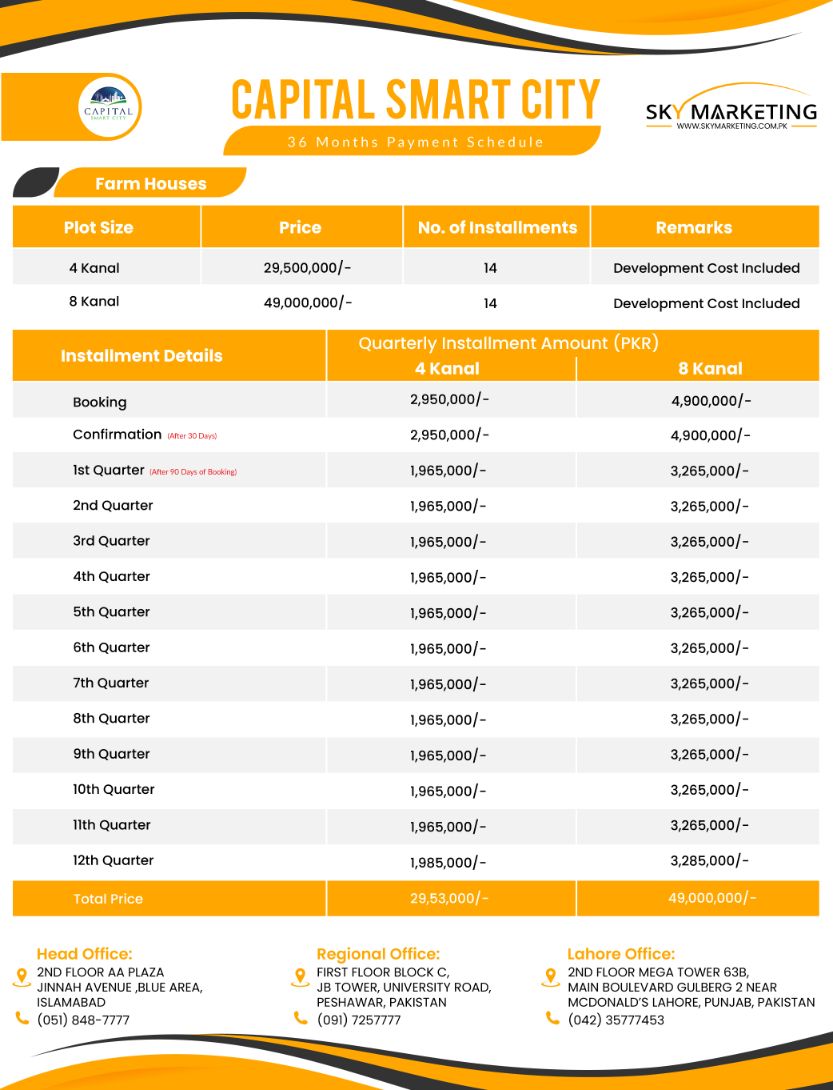 CAPITAL
SMART CITY
CAPITAL SMART CITY
36 Months Payment Schedule
SKY MARKETING
WWW.SKYMARKETING.COM.PK
Farm Houses
Plot Size Price No. of Installments Remarks
4 Kanal 29,500,000/- 14 Development Cost Included
8 Kanal 49,000,000/- 14 Development Cost Included
Installment Details Quarterly Installment Amount (PKR)
4 Kanal 8 Kanal
Booking 2,950,000/- 4,900,000/-
Confirmation (After 30 Days) 2,950,000/- 4,900,000/-
1st Quarter (After 90 Days of Booking) 1,965,000/- 3,265,000/-
2nd Quarter 1,965,000/- 3,265,000/-
3rd Quarter 1,965,000/- 3,265,000/-
4th Quarter 1,965,000/- 3,265,000/-
5th Quarter 1,965,000/- 3,265,000/-
6th Quarter 1,965,000/- 3,265,000/-
7th Quarter 1,965,000/- 3,265,000/-
8th Quarter 1,965,000/- 3,265,000/-
9th Quarter 1,965,000/- 3,265,000/-
10th Quarter 1,965,000/- 3,265,000/-
11th Quarter 1,965,000/- 3,265,000/-
12th Quarter 1,985,000/- 3,285,000/-
Total Price 29,53,000/- 49,000,000/-
Head Office:
2ND FLOOR AA PLAZA
JINNAH AVENUE ,BLUE AREA,
ISLAMABAD
(051) 848-7777
Regional Office:
FIRST FLOOR BLOCK C,
JB TOWER, UNIVERSITY ROAD,
PESHAWAR, PAKISTAN
(091) 7257777
Lahore Office:
2ND FLOOR MEGA TOWER 63B,
MAIN BOULEVARD GULBERG 2 NEAR
MCDONALD'S LAHORE, PUNJAB, PAKISTAN
(042) 35777453